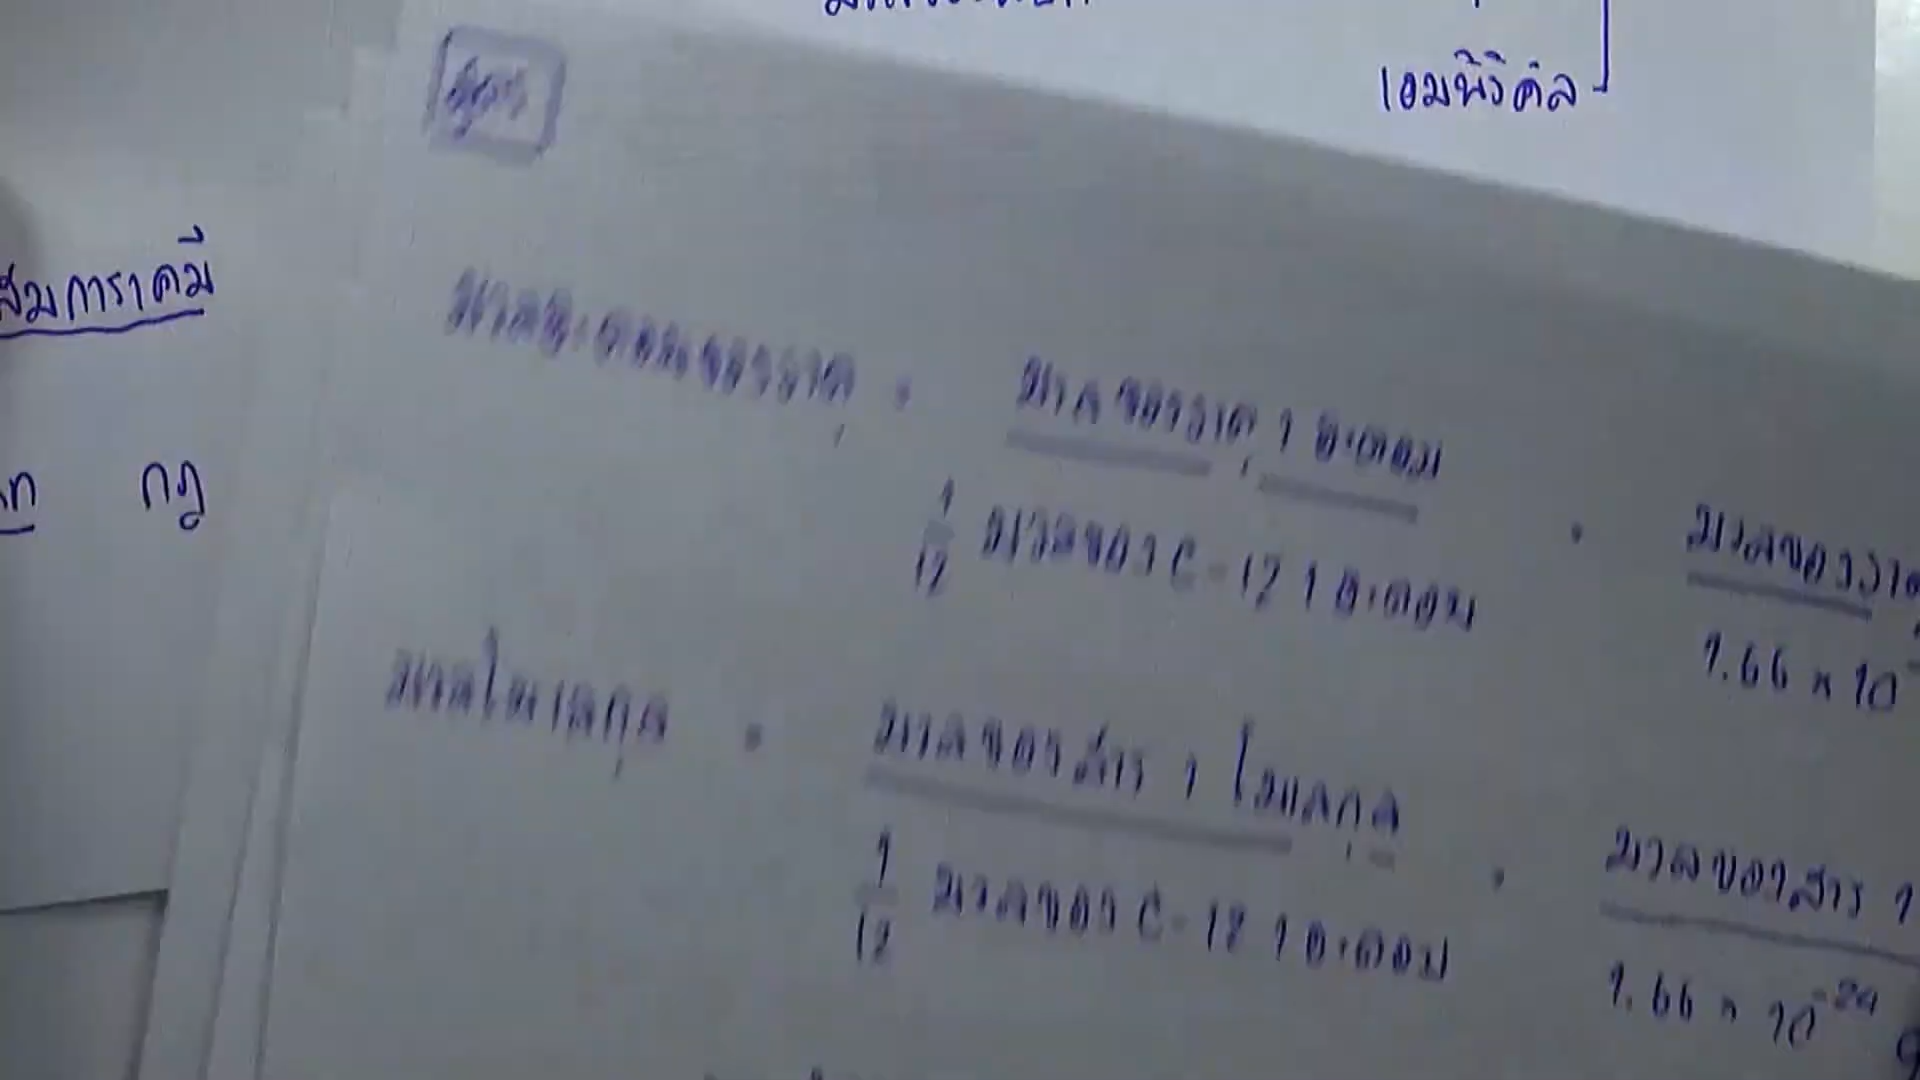 เอมพิริคัล
สูตร
สมการเคมี
กฎ
มวลอะตอมของธาตุ = มวลของธาตุ 1 อะตอม
1/12 มวลของ C-12 1 อะตอม
= มวลของธาตุ
1.66 × 10
มวลโมเลกุล = มวลของสาร 1 โมเลกุล
1/12 มวลของ C-12 1 อะตอม
= มวลของสาร 1
1.66 × 10^-24 g